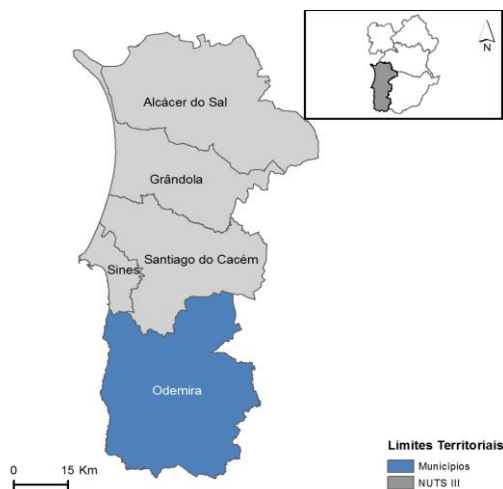 N
Alcácer do Sal
Grândola
Santiago do Cacém
Sines
Odemira
0 15 Km
Limites Territoriais
Municípios
NUTS III